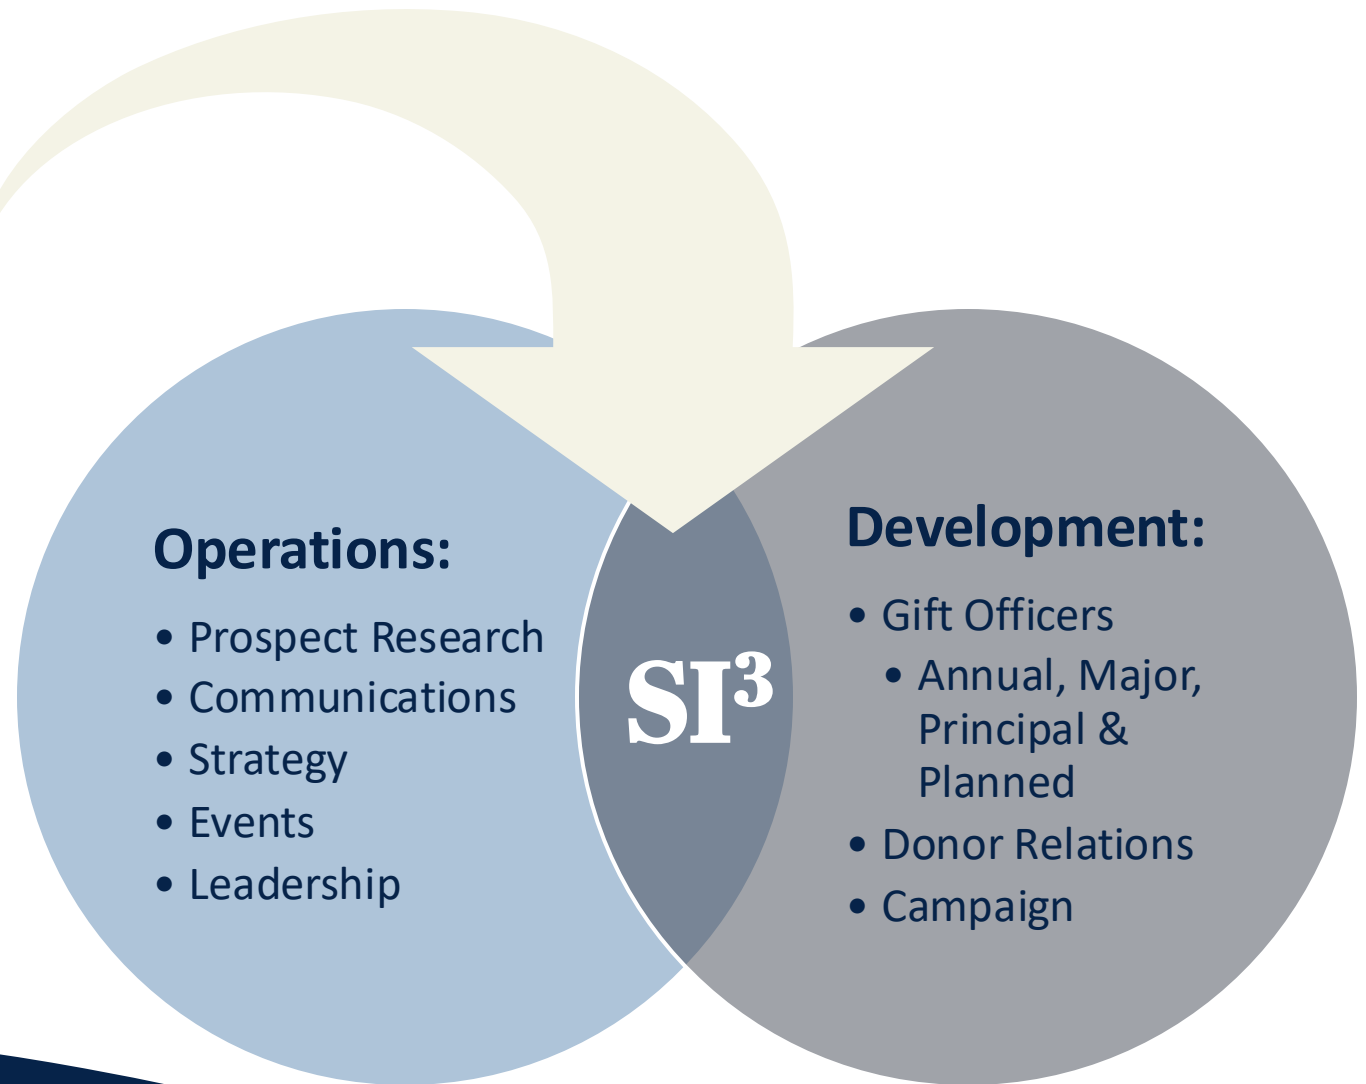 Operations:
• Prospect Research
• Communications
• Strategy
• Events
• Leadership
SI³
Development:
• Gift Officers
• Annual, Major,
Principal &
Planned
• Donor Relations
• Campaign